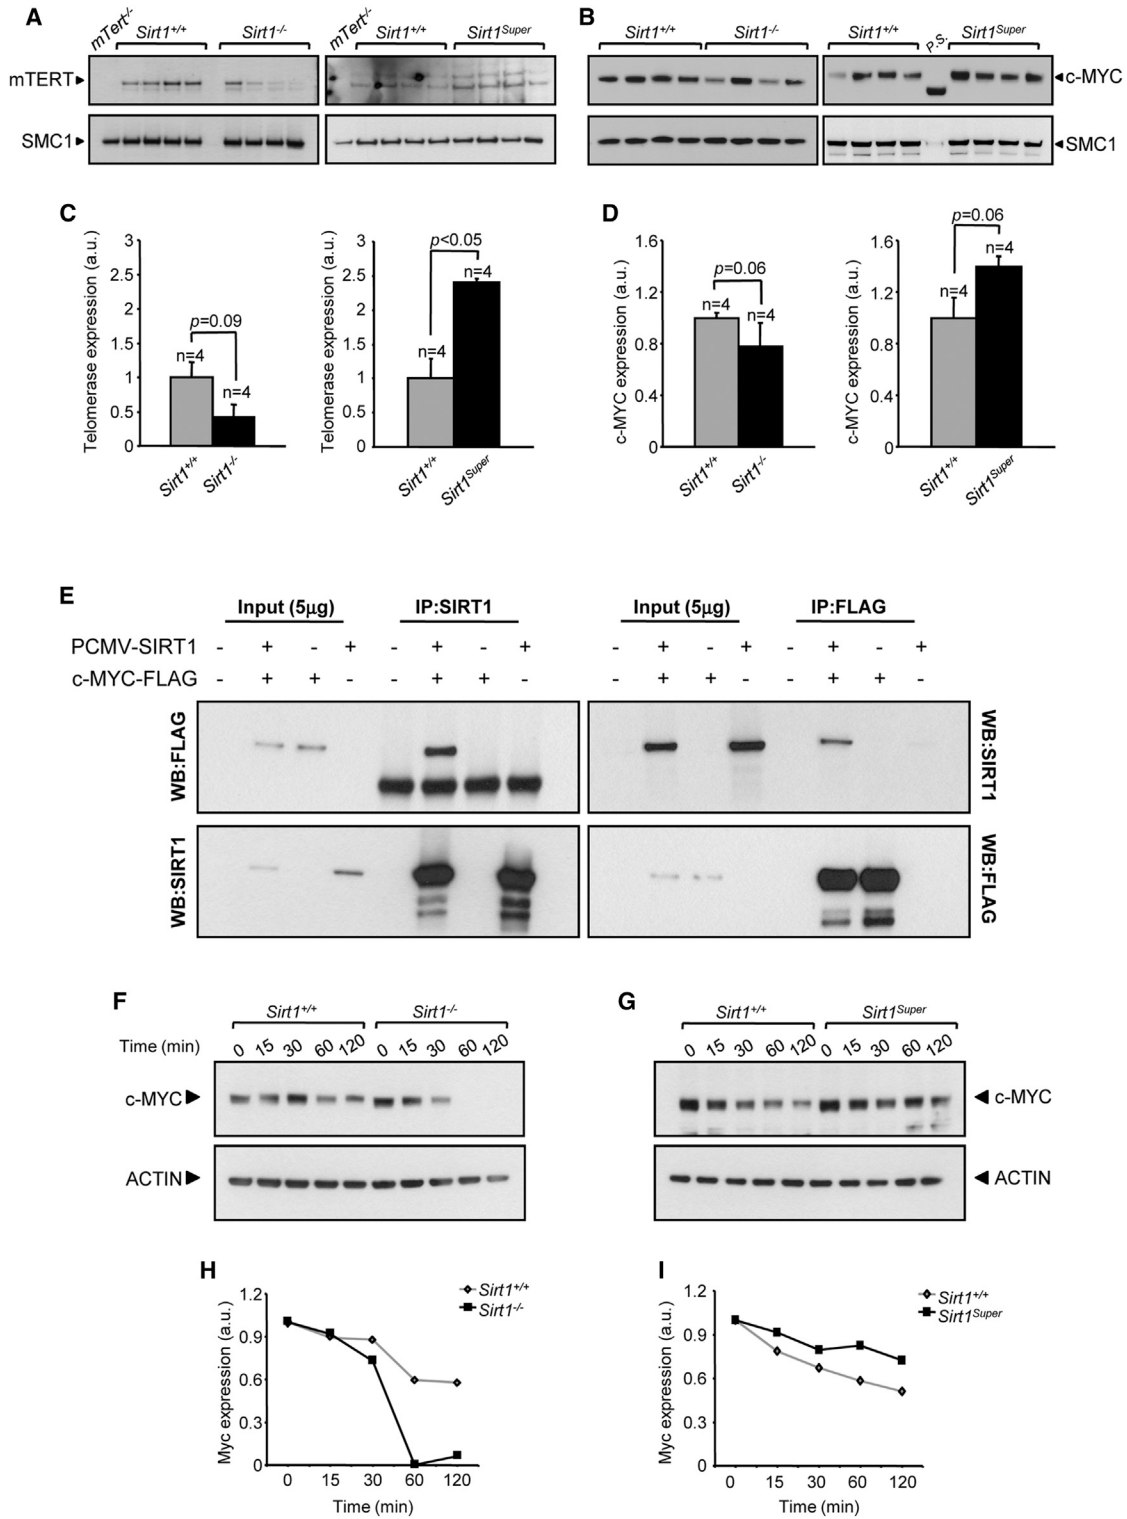 A
B
mTert-/-
Sirt1+/+
Sirt1-/-
mTert-/-
Sirt1+/+
Sirt1Super
Sirt1+/+
Sirt1-/-
Sirt1+/+
P.S.
Sirt1Super
mTERT
c-MYC
SMC1
SMC1
C
Telomerase expression (a.u.)
3
2.5
2
1.5
1
0.5
0
p=0.09
n=4
n=4
Sirt1+/+
Sirt1-/-
Telomerase expression (a.u.)
3
2.5
2
1.5
1
0.5
0
p<0.05
n=4
n=4
Sirt1+/+
Sirt1Super
D
c-MYC expression (a.u.)
1.6
1.2
0.8
0.4
0
p=0.06
n=4
n=4
Sirt1+/+
Sirt1-/-
c-MYC expression (a.u.)
1.6
1.2
0.8
0.4
0
p=0.06
n=4
n=4
Sirt1+/+
Sirt1Super
E
Input (5μg) IP:SIRT1 Input (5μg) IP:FLAG
PCMV-SIRT1 - + - + - + - + - + - + - + - +
c-MYC-FLAG - + + - - + + - - + + - - + + -
WB:FLAG
WB:SIRT1
WB:SIRT1
WB:FLAG
F
Sirt1+/+ Sirt1-/-
Time (min) 0 15 30 60 120 0 15 30 60 120
c-MYC
ACTIN
G
Sirt1+/+ Sirt1Super
0 15 30 60 120 0 15 30 60 120
c-MYC
ACTIN
H
Myc expression (a.u.)
1.2
0.9
0.6
0.3
0
Sirt1+/+
Sirt1-/-
0 15 30 60 120
Time (min)
I
Myc expression (a.u.)
1.2
0.9
0.6
0.3
0
Sirt1+/+
Sirt1Super
0 15 30 60 120
Time (min)